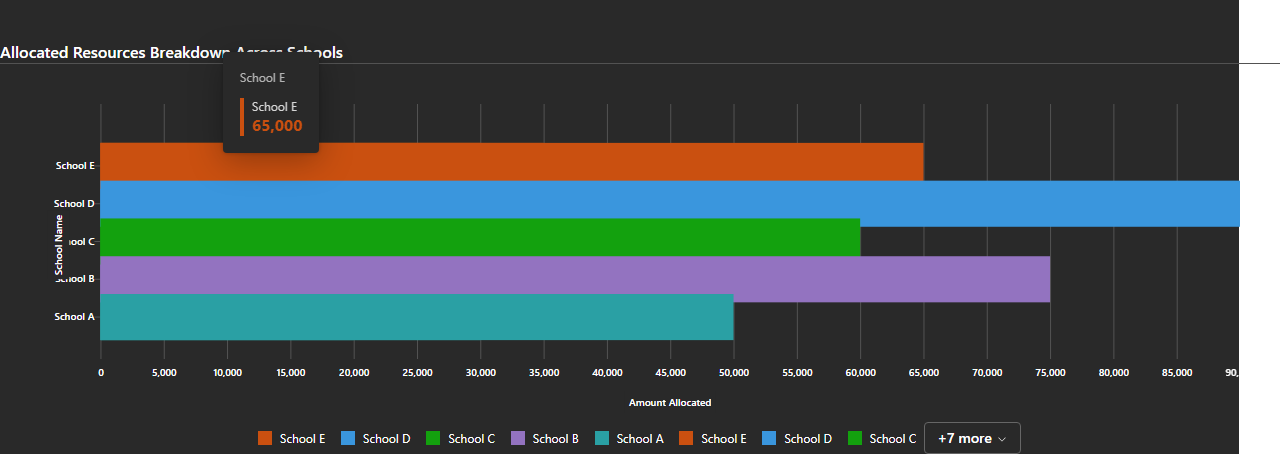 Allocated Resources Breakdown Across Schools
School E
School E
65,000
School E
School D
School Name
ool C
ool B
School A
0 5,000 10,000 15,000 20,000 25,000 30,000 35,000 40,000 45,000 50,000 55,000 60,000 65,000 70,000 75,000 80,000 85,000 90,
Amount Allocated
School E School D School C School B School A School E School D School C +7 more